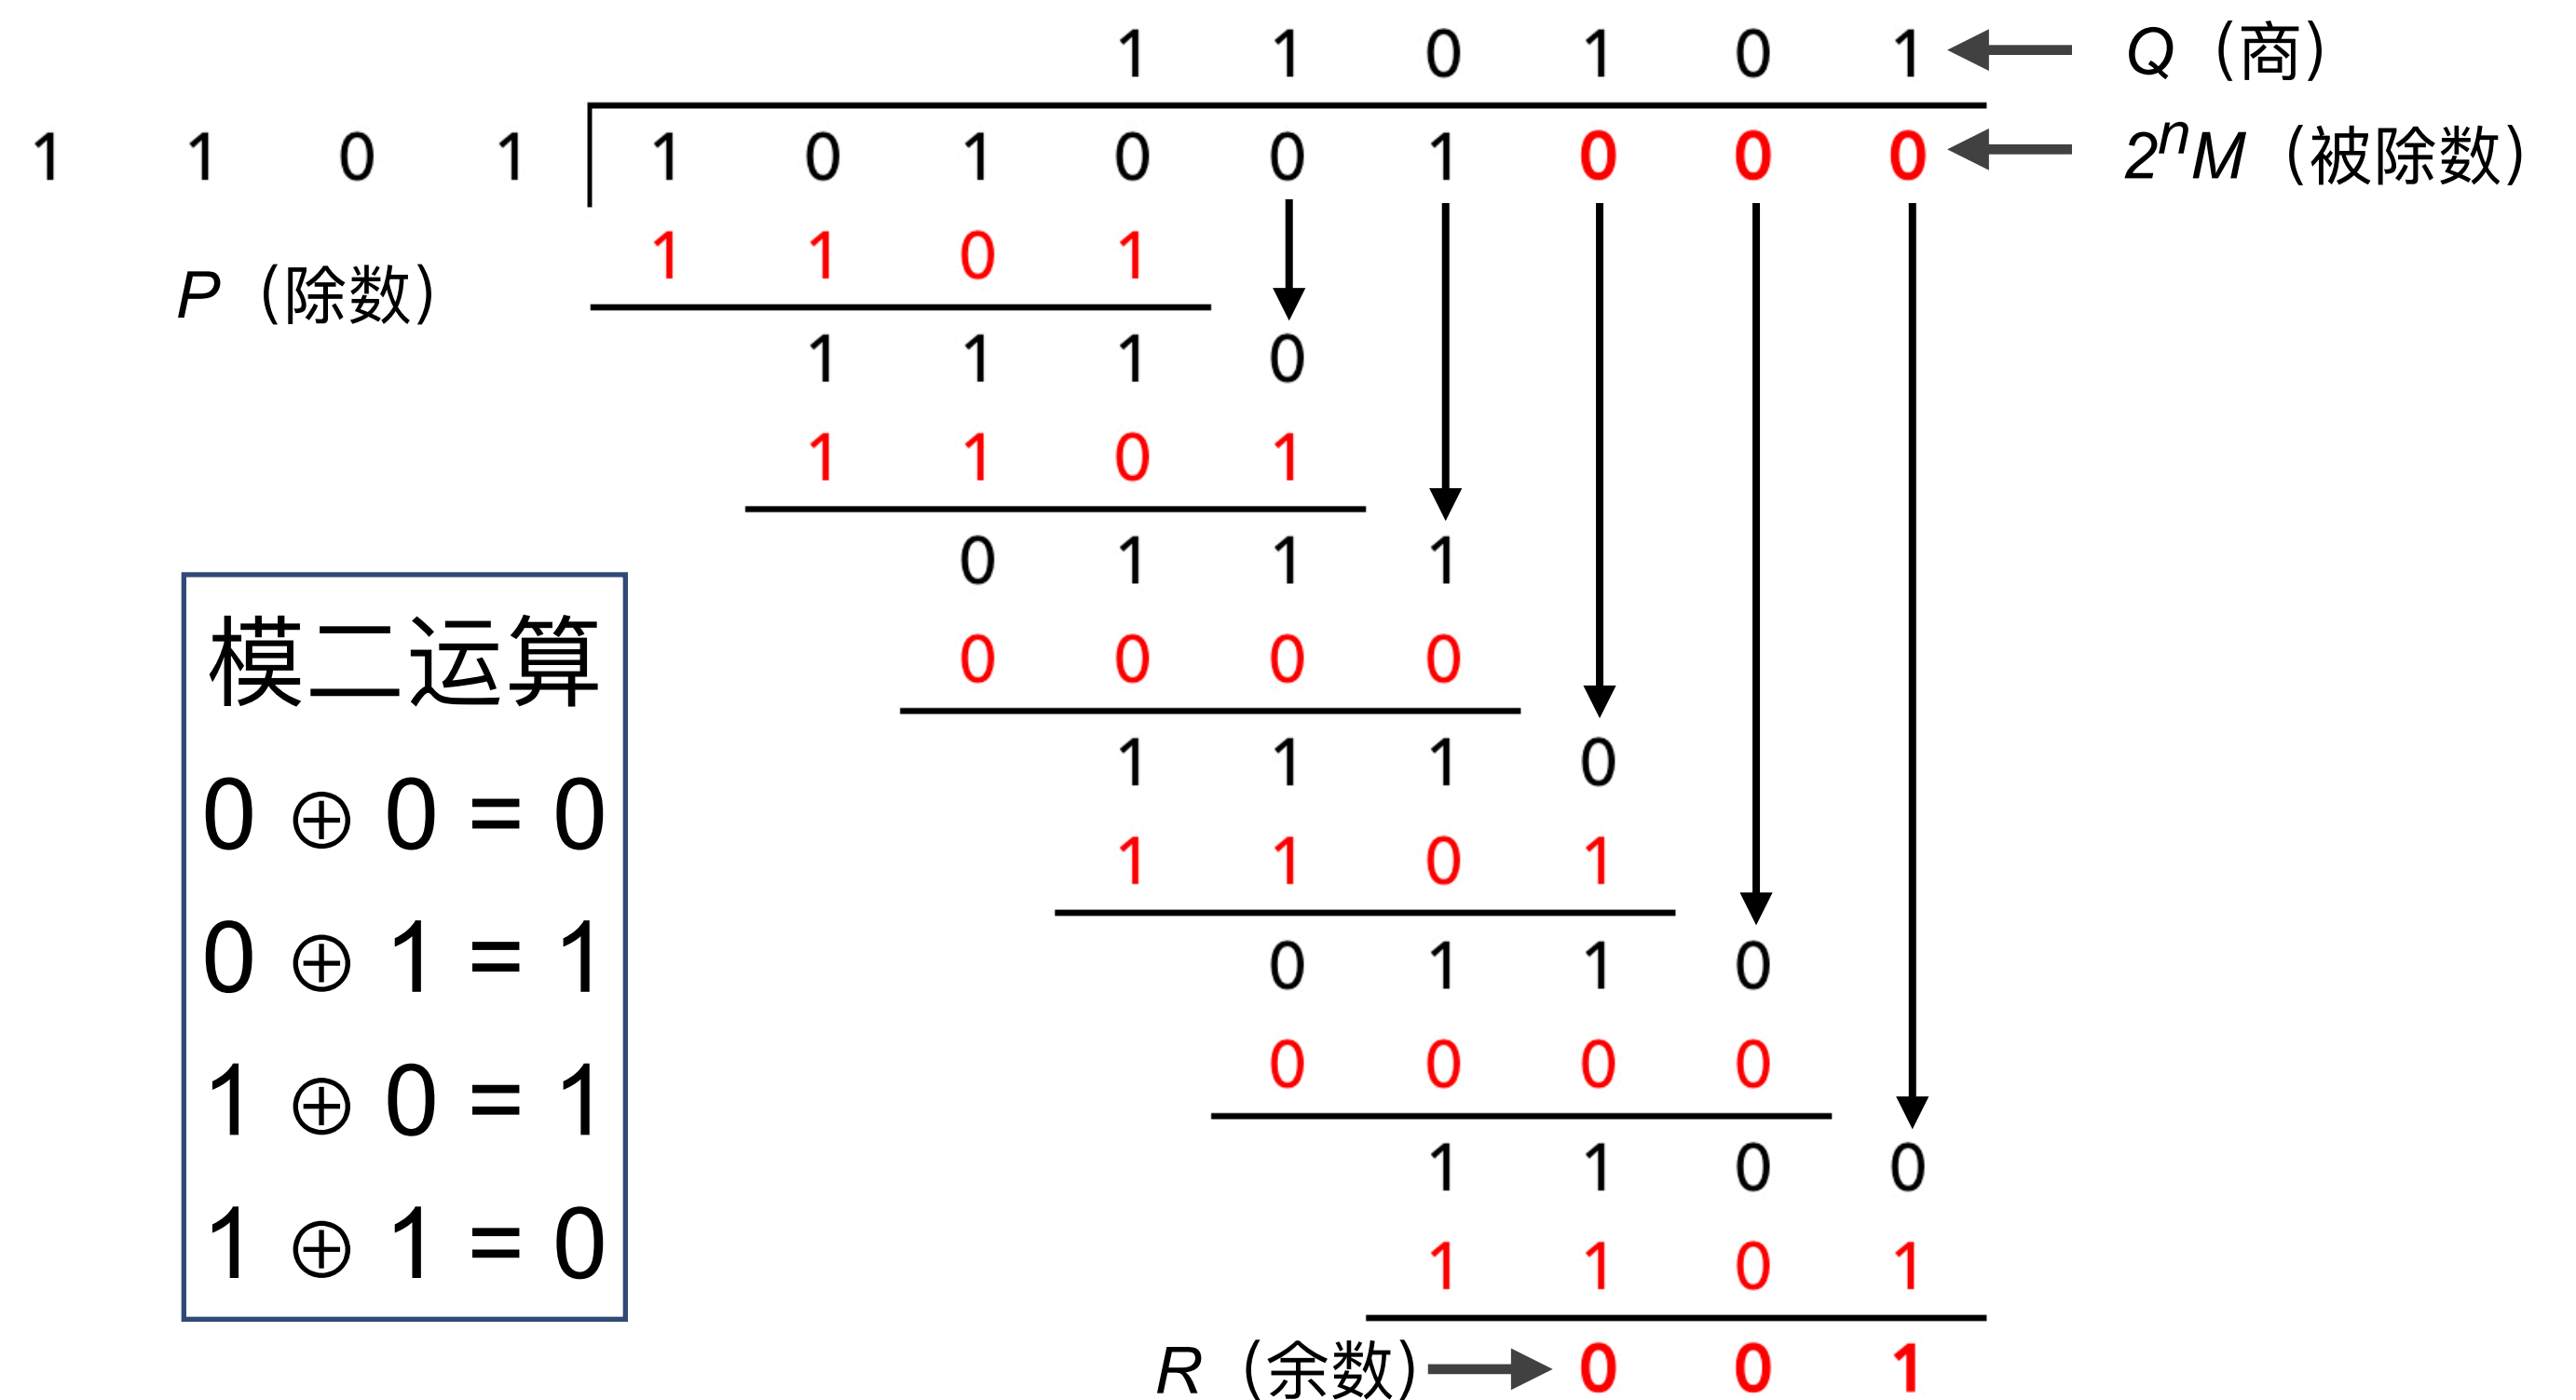 1 1 0 1 0 1 Q（商）
1 1 0 1 1 0 1 0 0 1 0 0 0 2ⁿM（被除数）
1 1 0 1
P（除数）
1 1 1 0
1 1 0 1
0 1 1 1
0 0 0 0
1 1 1 0
1 1 0 1
0 1 1 0
0 0 0 0
1 1 0 0
1 1 0 1
R（余数） 0 0 1
模二运算
0 ⊕ 0 = 0
0 ⊕ 1 = 1
1 ⊕ 0 = 1
1 ⊕ 1 = 0